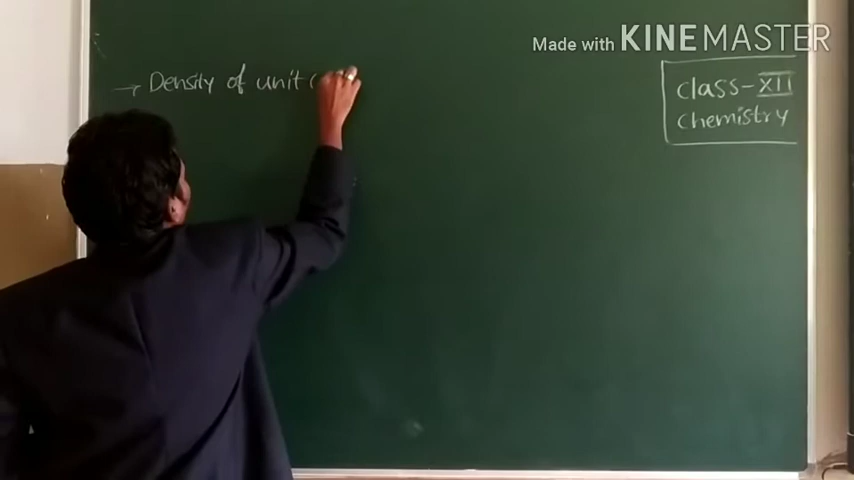 Made with KINEMASTER
→ Density of unit c
class-XII
chemistry